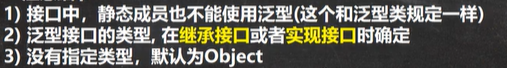 1) 接口中，静态成员也不能使用泛型(这个和泛型类规定一样)
2) 泛型接口的类型, 在继承接口或者实现接口时确定
3) 没有指定类型，默认为Object